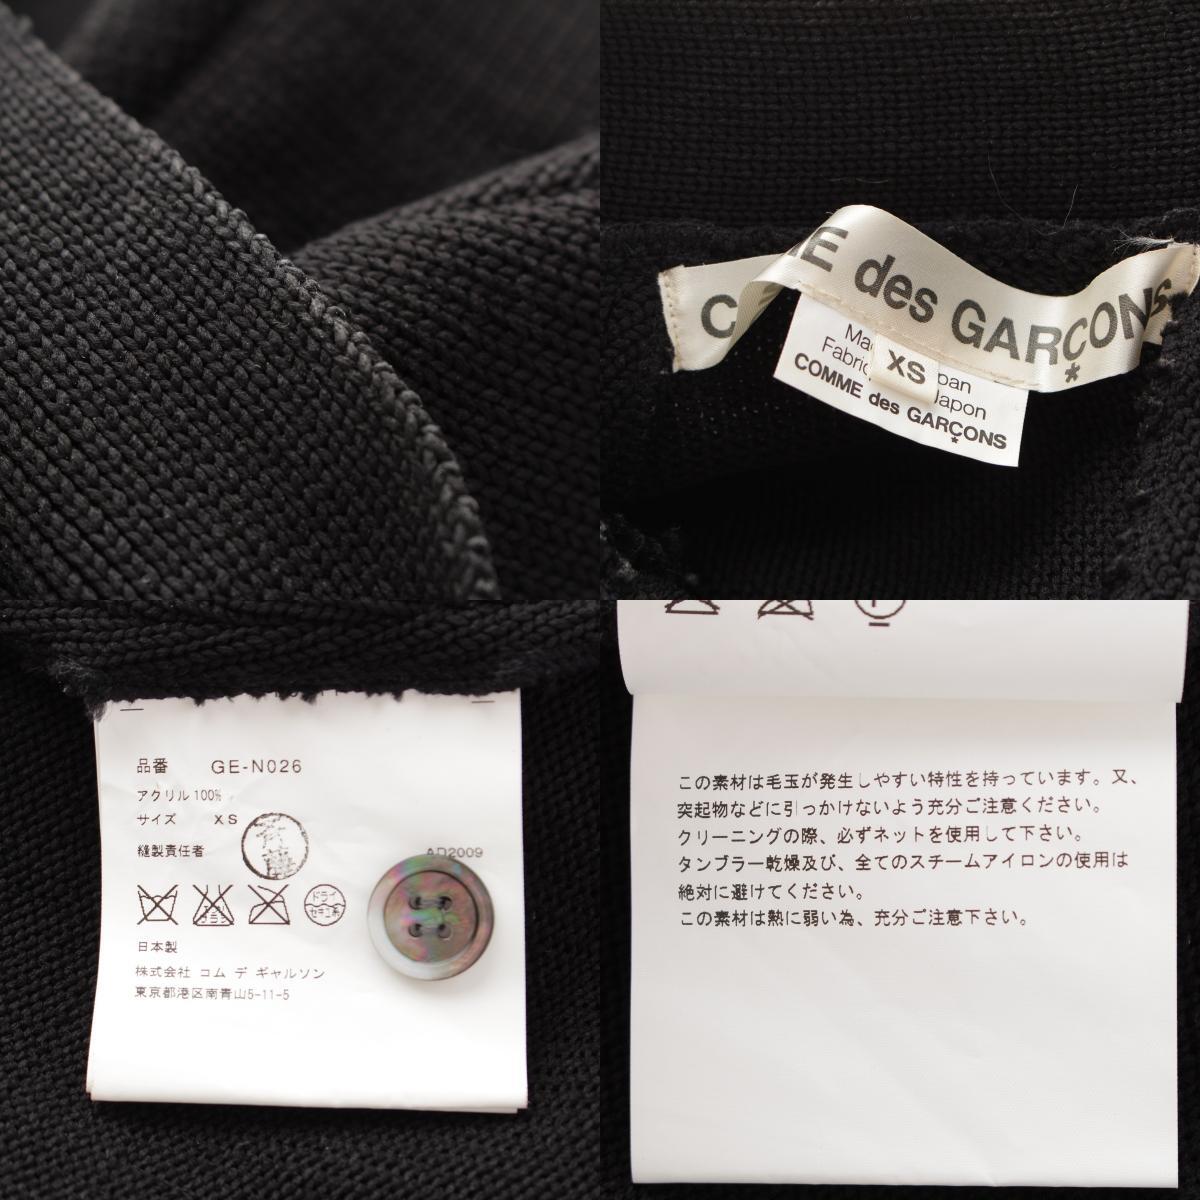 C
E des GARÇONS
Ma
pan
XS
Fabric
Japon
COMME des GARÇONS
品番 GE-N026
アクリル 100%
サイズ XS
縫製責任者
AD2009
ドライ
セキユ系
日本製
株式会社 コム デ ギャルソン
東京都港区南青山5-11-5
この素材は毛玉が発生しやすい特性を持っています。又、
突起物などに引っかけないよう充分ご注意ください。
クリーニングの際、必ずネットを使用して下さい。
タンブラー乾燥及び、全てのスチームアイロンの使用は
絶対に避けてください。
この素材は熱に弱い為、充分ご注意下さい。